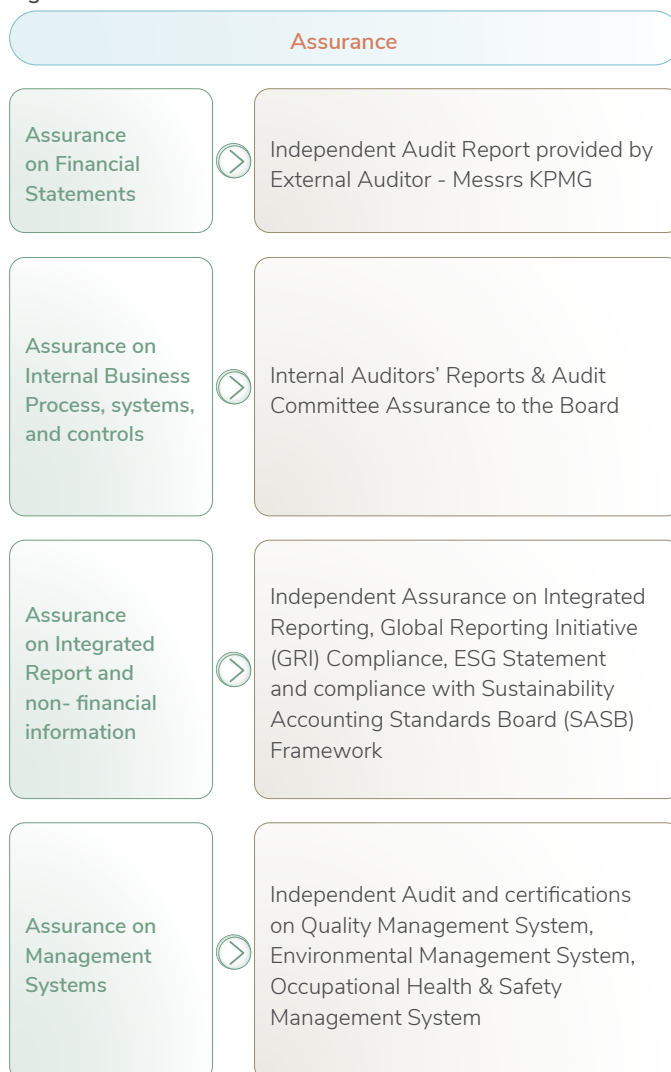 Assurance
Assurance
on Financial
Statements
Independent Audit Report provided by
External Auditor - Messrs KPMG
Assurance on
Internal Business
Process, systems,
and controls
Internal Auditors’ Reports & Audit
Committee Assurance to the Board
Assurance
on Integrated
Report and
non- financial
information
Independent Assurance on Integrated
Reporting, Global Reporting Initiative
(GRI) Compliance, ESG Statement
and compliance with Sustainability
Accounting Standards Board (SASB)
Framework
Assurance on
Management
Systems
Independent Audit and certifications
on Quality Management System,
Environmental Management System,
Occupational Health & Safety
Management System